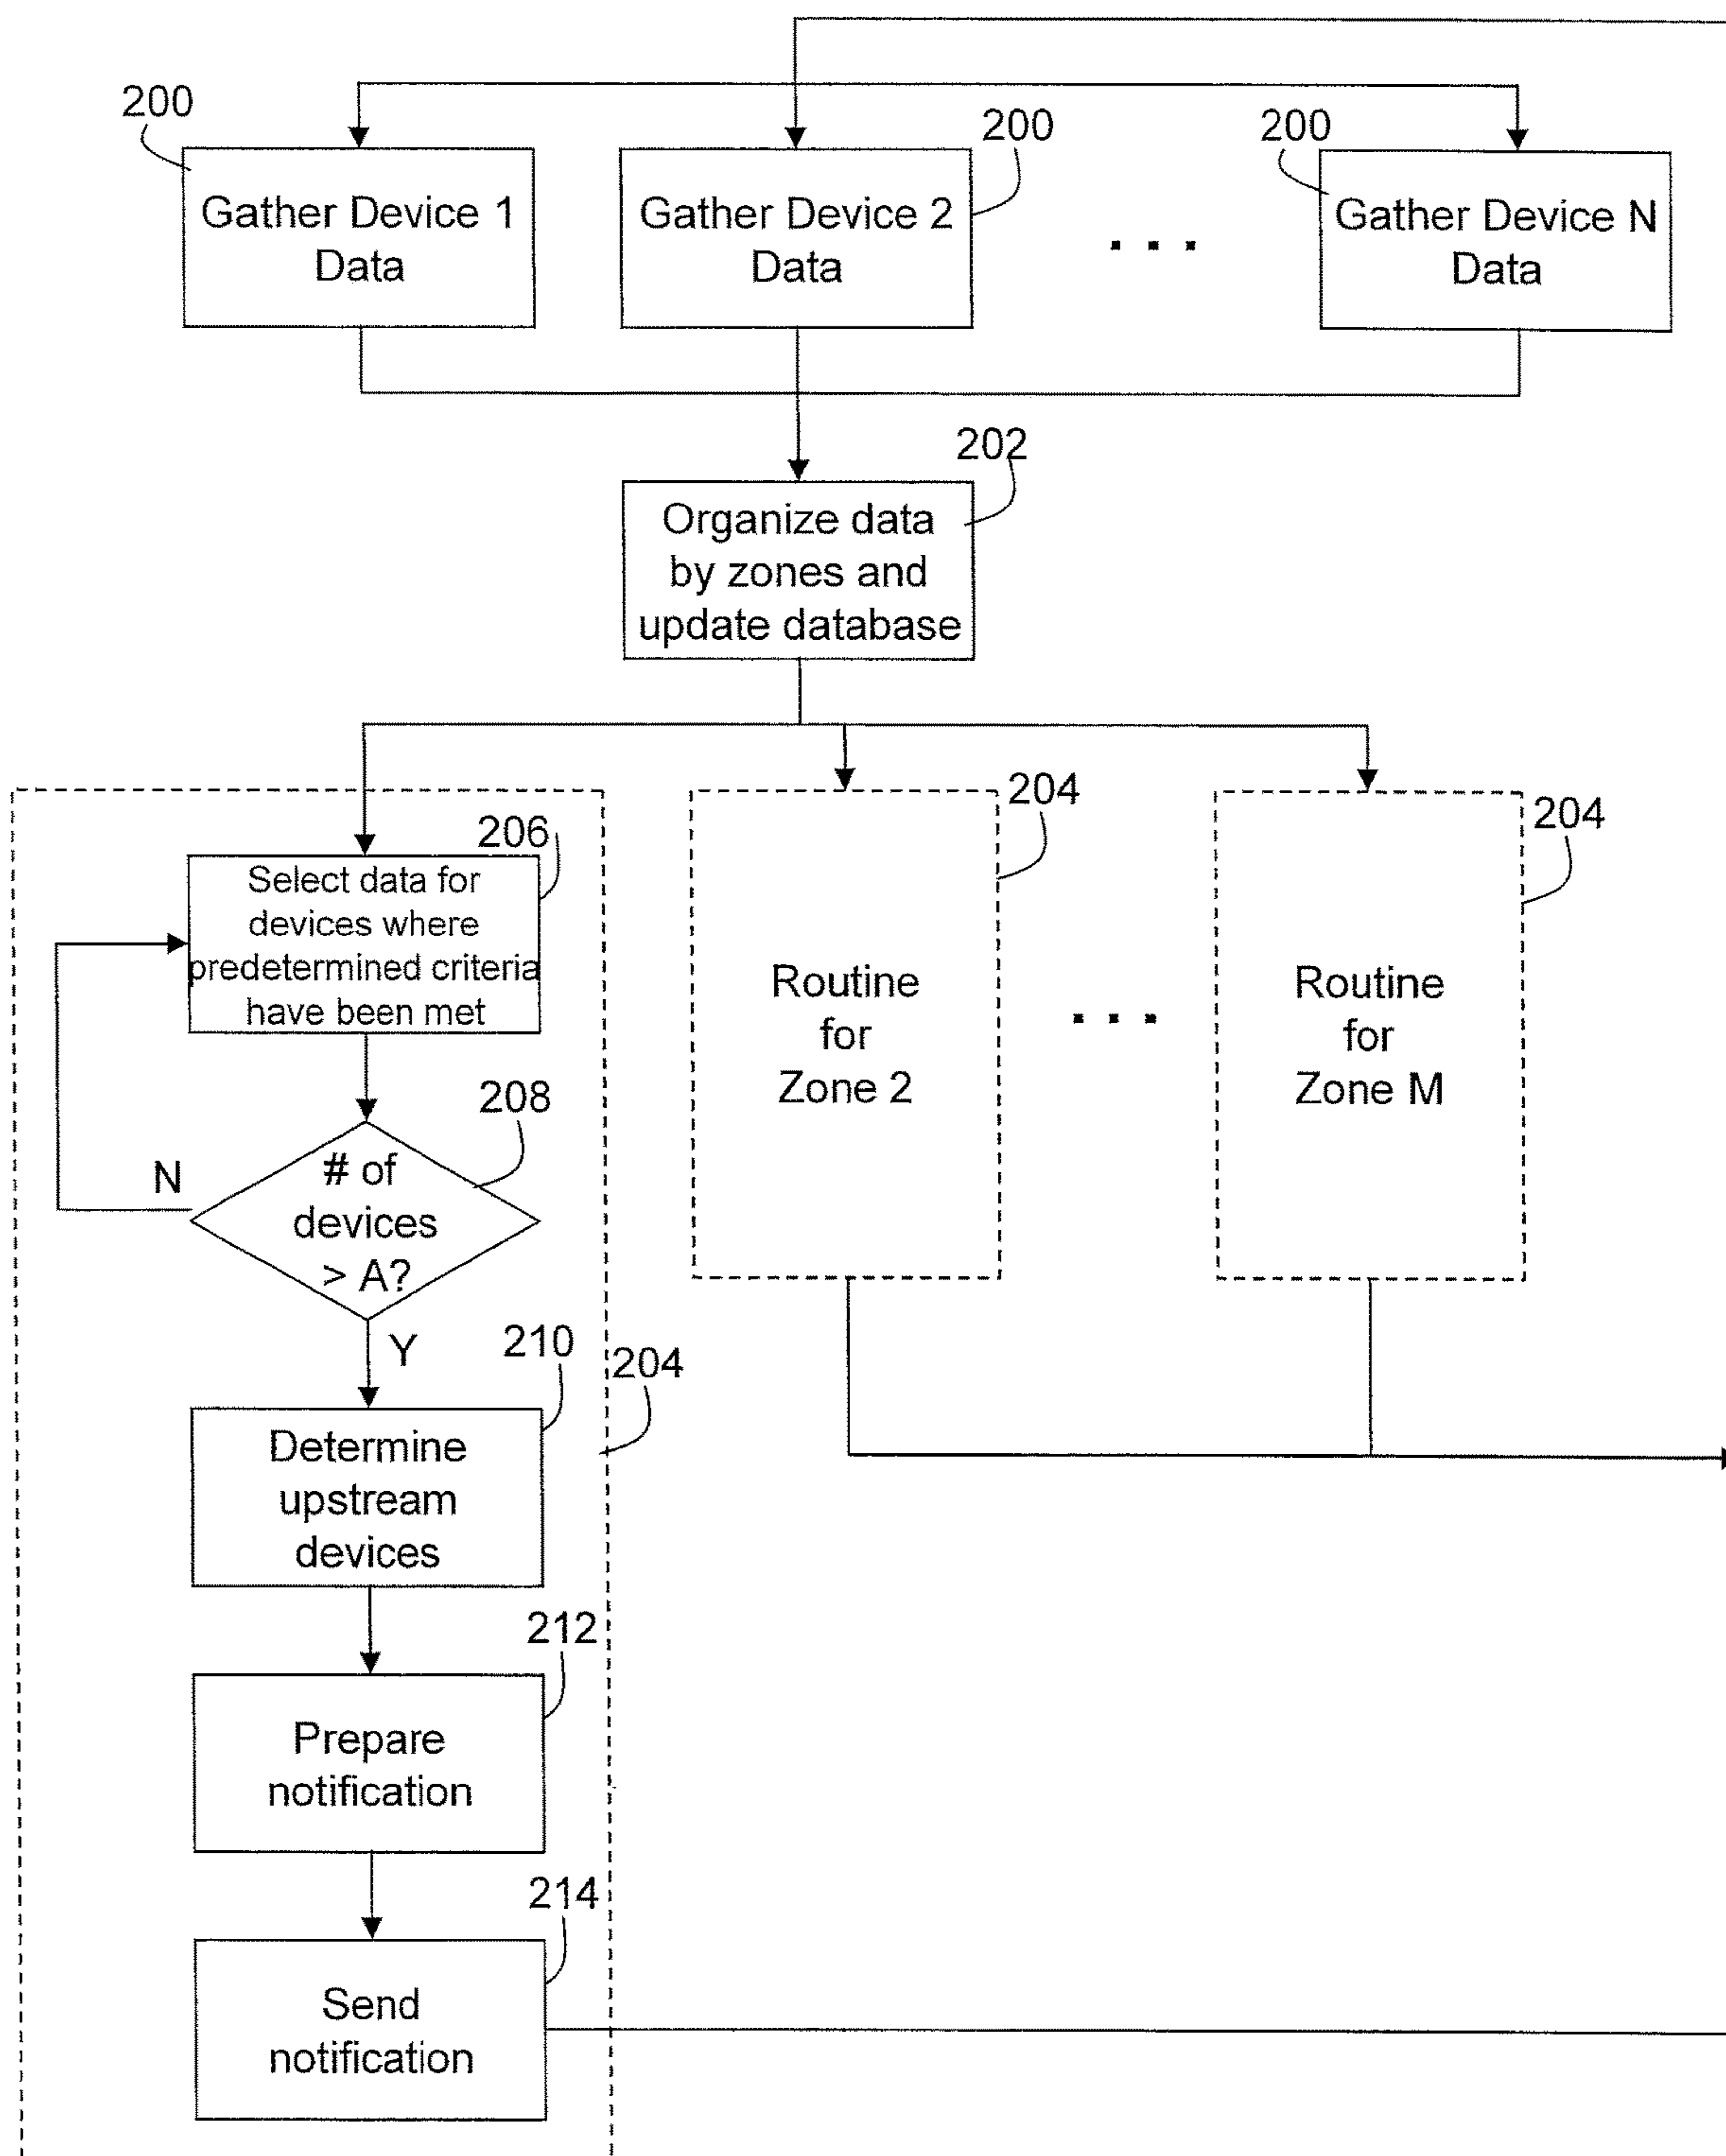 200
200
200
Gather Device 1
Data
Gather Device 2
Data
. . .
Gather Device N
Data
202
Organize data
by zones and
update database
206
Select data for
devices where
predetermined criteria
have been met
204
Routine
for
Zone 2
. . .
204
Routine
for
Zone M
208
N
# of
devices
> A?
Y
210
204
Determine
upstream
devices
212
Prepare
notification
214
Send
notification